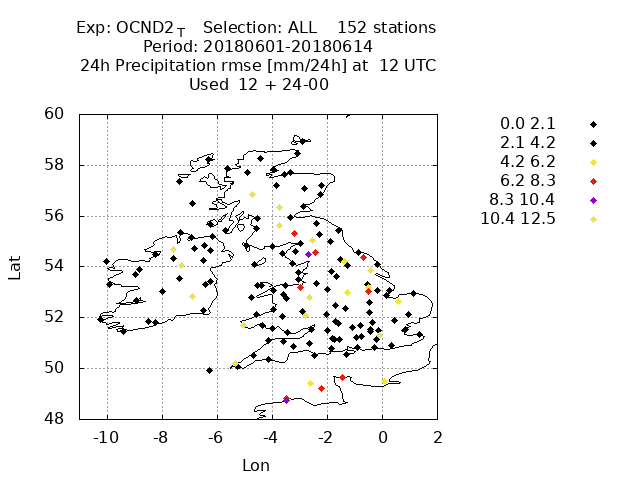 Exp: OCND2_T Selection: ALL 152 stations
Period: 20180601-20180614
24h Precipitation rmse [mm/24h] at 12 UTC
Used 12 + 24-00
60
58
56
54
52
50
48
Lat
-10 -8 -6 -4 -2 0 2
Lon
0.0 2.1
2.1 4.2
4.2 6.2
6.2 8.3
8.3 10.4
10.4 12.5